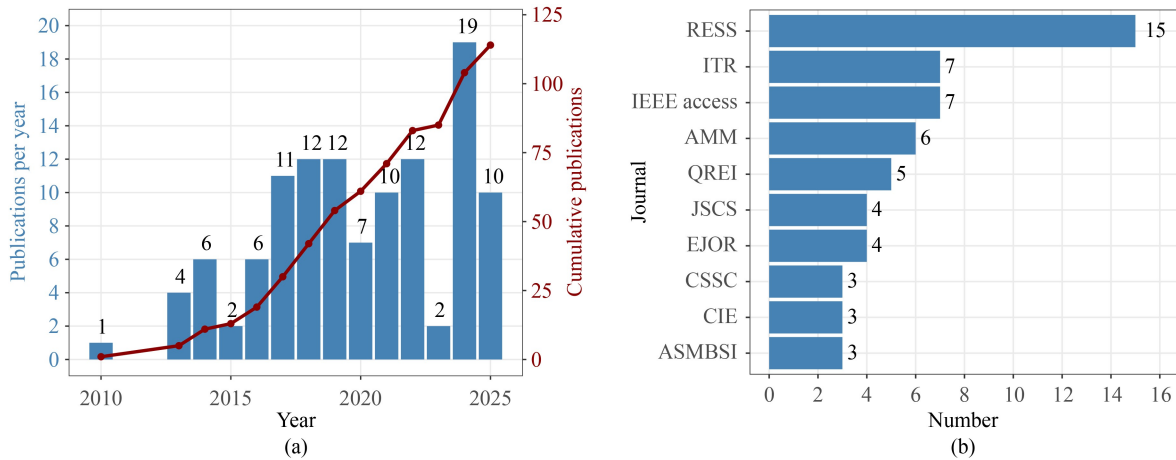 20
18
16
14
12
10
8
6
4
2
0
Publications per year
1
4
6
2
6
11
12
12
7
10
12
2
19
10
125
100
75
50
25
0
Cumulative publications
2010
2015
2020
2025
Year
(a)
Journal
RESS 15
ITR 7
IEEE access 7
AMM 6
QREI 5
JSCS 4
EJOR 4
CSSC 3
CIE 3
ASMBSI 3
0 2 4 6 8 10 12 14 16
Number
(b)